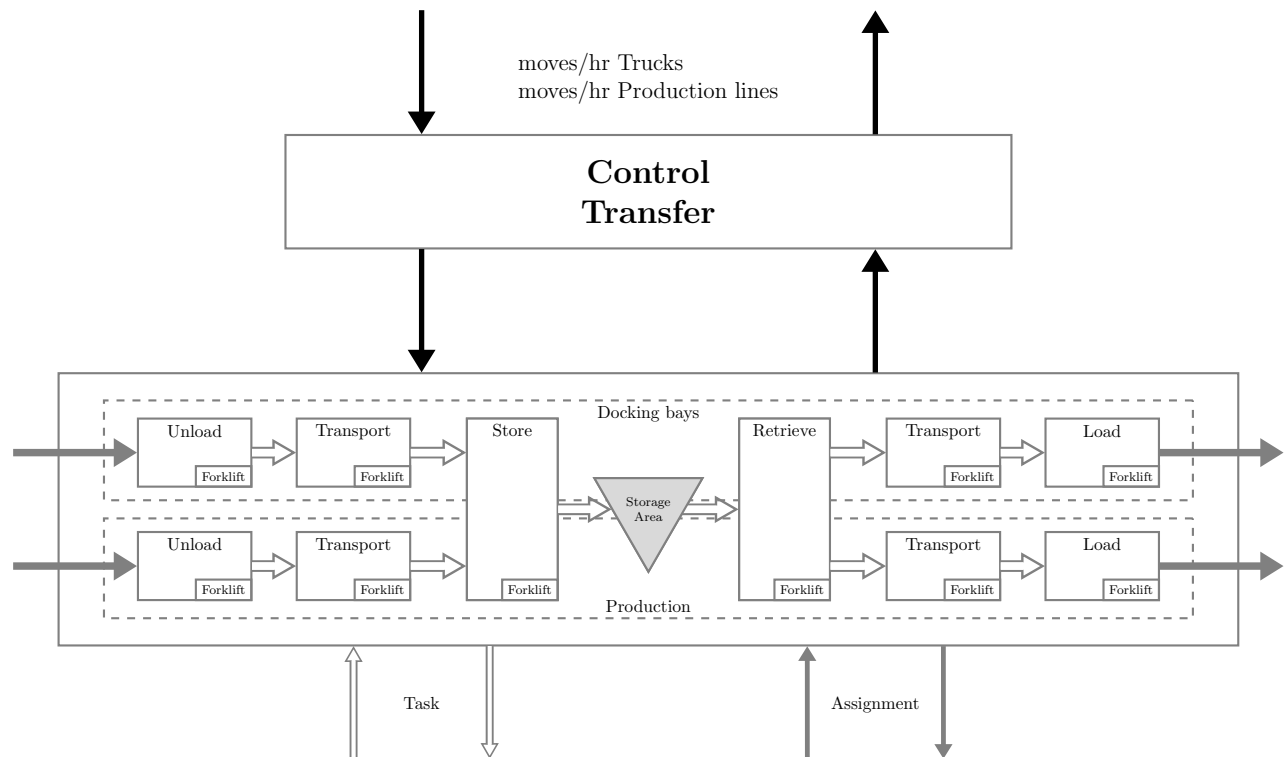 moves/hr Trucks
moves/hr Production lines
Control
Transfer
Docking bays
Unload
Forklift
Transport
Forklift
Store
Forklift
Storage
Area
Retrieve
Forklift
Transport
Forklift
Load
Forklift
Unload
Forklift
Transport
Forklift
Transport
Forklift
Load
Forklift
Production
Task
Assignment